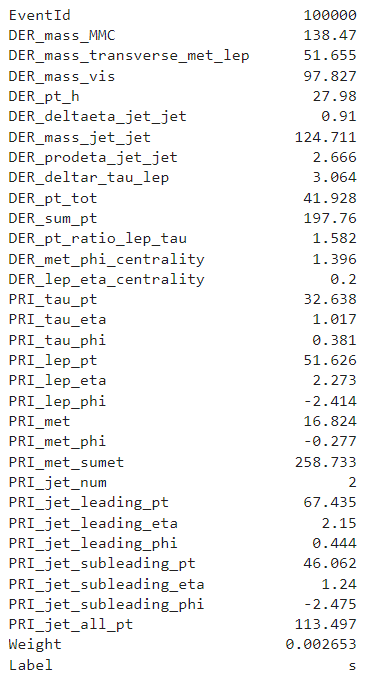 EventId 100000
DER_mass_MMC 138.47
DER_mass_transverse_met_lep 51.655
DER_mass_vis 97.827
DER_pt_h 27.98
DER_deltaeta_jet_jet 0.91
DER_mass_jet_jet 124.711
DER_prodeta_jet_jet 2.666
DER_deltar_tau_lep 3.064
DER_pt_tot 41.928
DER_sum_pt 197.76
DER_pt_ratio_lep_tau 1.582
DER_met_phi_centrality 1.396
DER_lep_eta_centrality 0.2
PRI_tau_pt 32.638
PRI_tau_eta 1.017
PRI_tau_phi 0.381
PRI_lep_pt 51.626
PRI_lep_eta 2.273
PRI_lep_phi -2.414
PRI_met 16.824
PRI_met_phi -0.277
PRI_met_sumet 258.733
PRI_jet_num 2
PRI_jet_leading_pt 67.435
PRI_jet_leading_eta 2.15
PRI_jet_leading_phi 0.444
PRI_jet_subleading_pt 46.062
PRI_jet_subleading_eta 1.24
PRI_jet_subleading_phi -2.475
PRI_jet_all_pt 113.497
Weight 0.002653
Label s